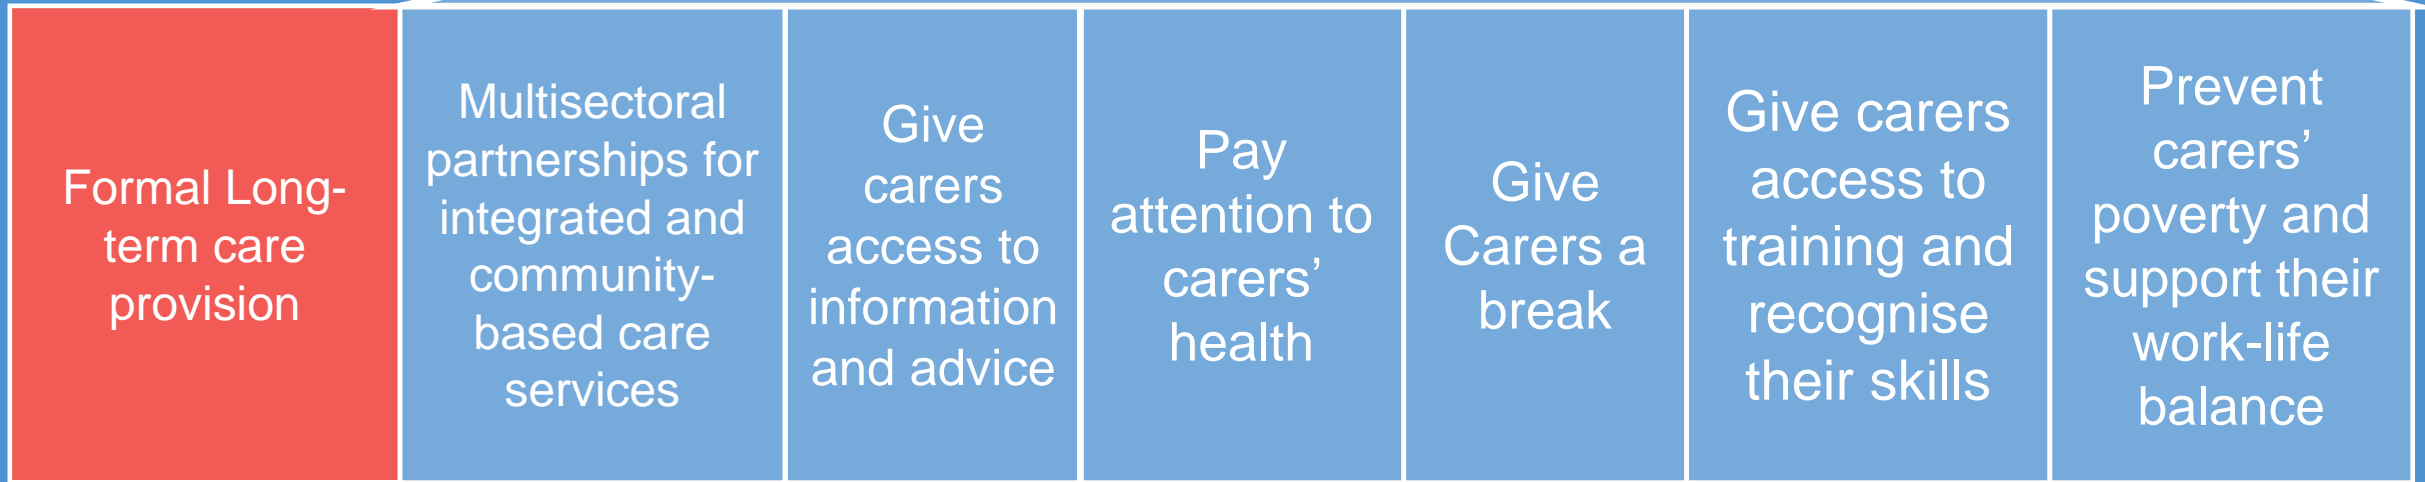 Formal Long-
term care
provision
Multisectoral
partnerships for
integrated and
community-
based care
services
Give
carers
access to
information
and advice
Pay
attention to
carers’
health
Give
Carers a
break
Give carers
access to
training and
recognise
their skills
Prevent
carers’
poverty and
support their
work-life
balance